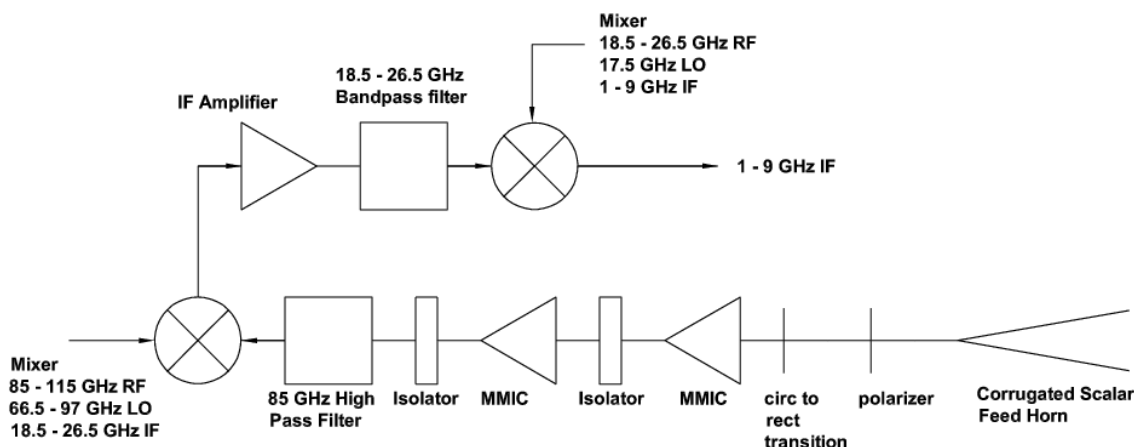 Mixer
18.5 - 26.5 GHz RF
17.5 GHz LO
1 - 9 GHz IF
18.5 - 26.5 GHz
Bandpass filter
IF Amplifier
1 - 9 GHz IF
Mixer
85 - 115 GHz RF
66.5 - 97 GHz LO
18.5 - 26.5 GHz IF
85 GHz High
Pass Filter
Isolator
MMIC
Isolator
MMIC
circ to
rect
transition
polarizer
Corrugated Scalar
Feed Horn